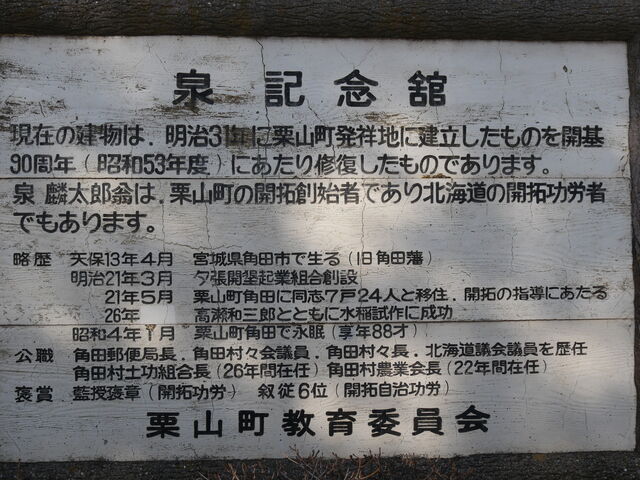 泉記念館
現在の建物は．明治31年に栗山町発祥地に建立したものを開基
90周年（昭和53年度）にあたり修復したものであります。
泉 麟太郎翁は．栗山町の開拓創始者であり北海道の開拓功労者
でもあります。
略歴 天保13年4月 宮城県角田市で生る（旧角田藩）
明治21年3月 夕張開墾起業組合創設
21年5月 栗山町角田に同志7戸24人と移住．開拓の指導にあたる
26年 高瀬和三郎とともに水稲試作に成功
昭和4年1月 栗山町角田で永眠（享年88才）
公職 角田郵便局長．角田村々会議員．角田村々長．北海道議会議員を歴任
角田村土功組合長（26年間在任）角田村農業会長（22年間在任）
褒賞 藍授褒章（開拓功労） 叙従6位（開拓自治功労）
栗山町教育委員会